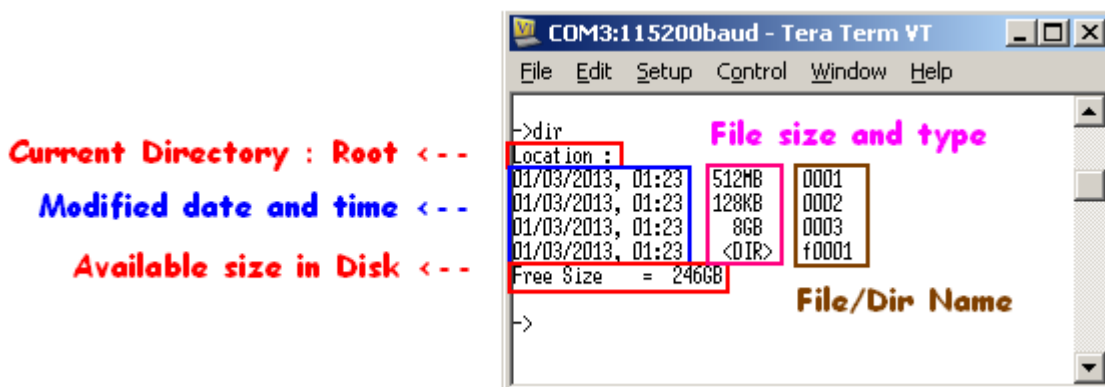 COM3:115200baud - Tera Term VT
File Edit Setup Control Window Help
->dir
File size and type
Current Directory : Root <--
Location :
Modified date and time <--
01/03/2013, 01:23 512MB 0001
01/03/2013, 01:23 128KB 0002
01/03/2013, 01:23 8GB 0003
01/03/2013, 01:23 <DIR> f0001
Available size in Disk <--
Free Size = 246GB
File/Dir Name
->